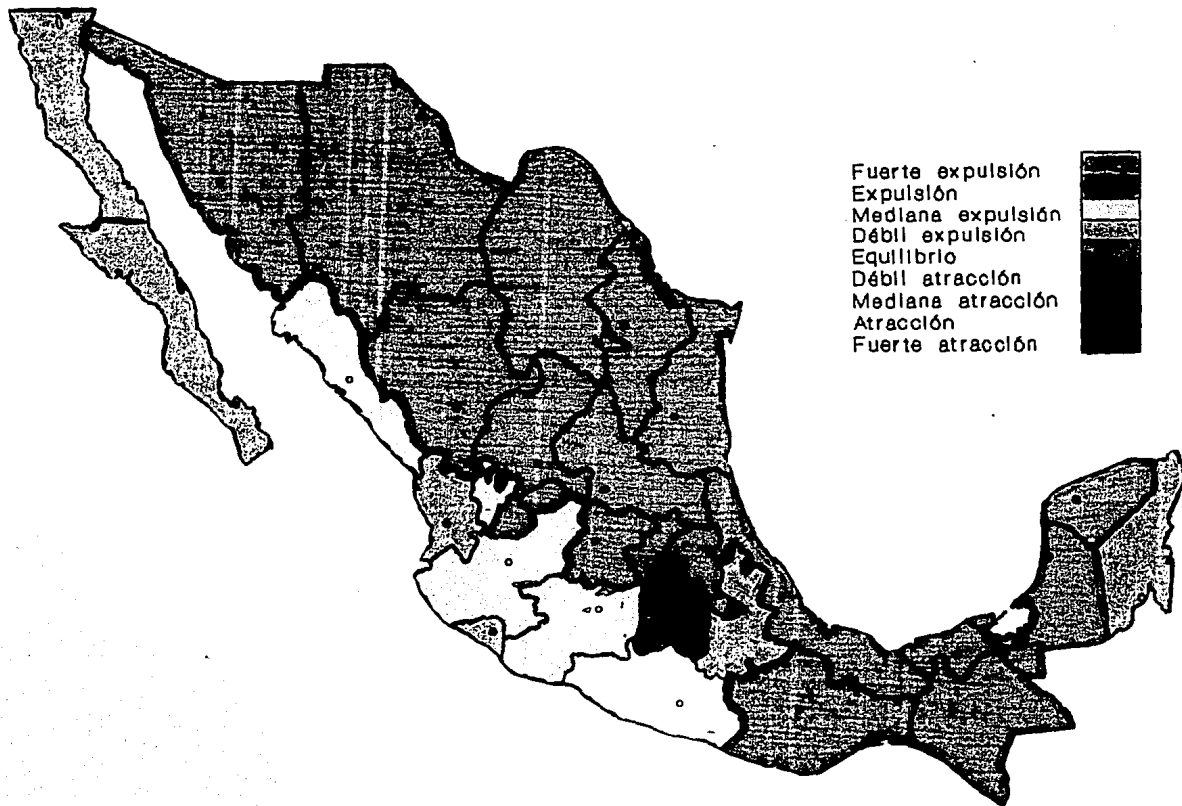 Fuerte expulsión
Expulsión
Mediana expulsión
Débil expulsión
Equilibrio
Débil atracción
Mediana atracción
Atracción
Fuerte atracción